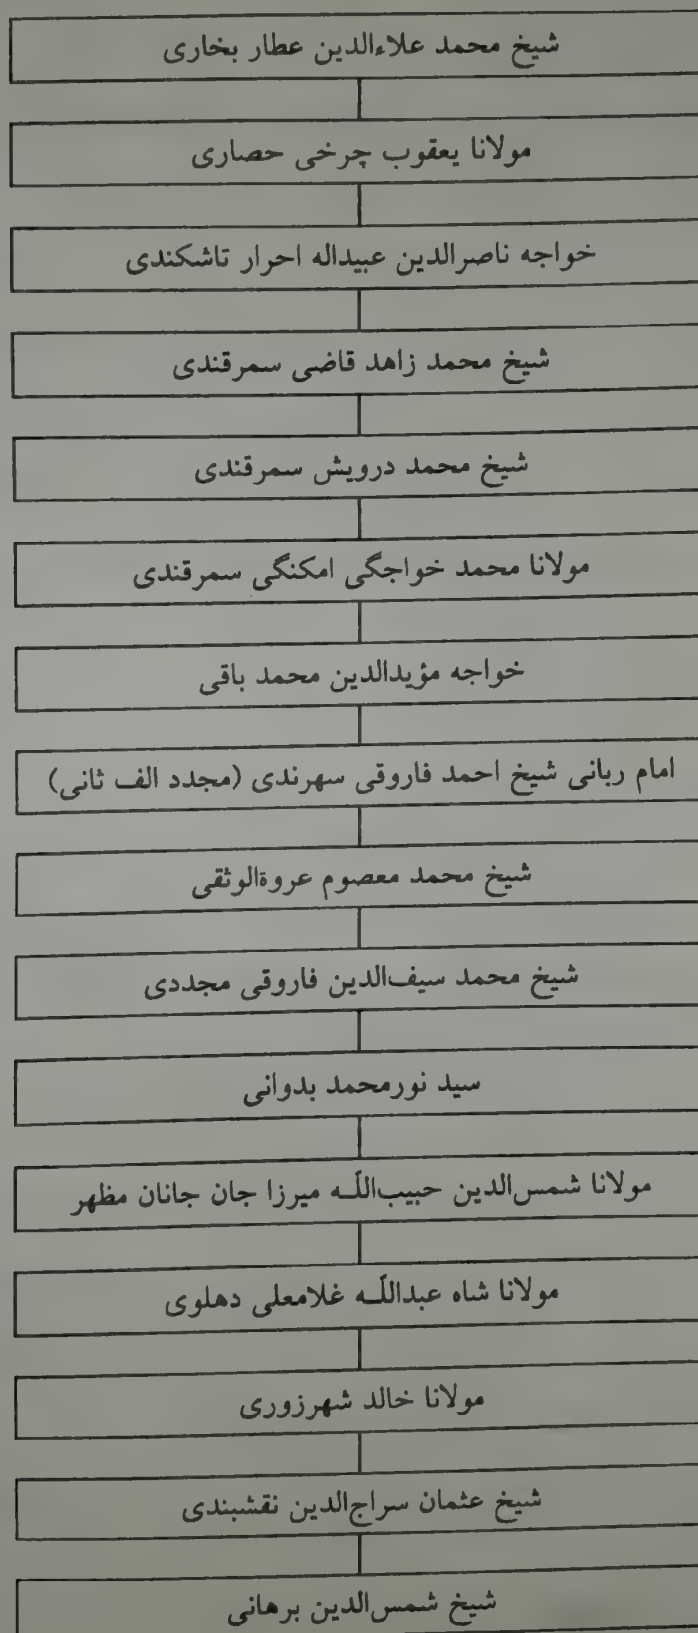 شیخ محمد علاءالدین عطار بخاری
مولانا یعقوب چرخی حصاری
خواجه ناصرالدین عبیداله احرار تاشکندی
شیخ محمد زاهد قاضی سمرقندی
شیخ محمد درویش سمرقندی
مولانا محمد خواجگی امکنگی سمرقندی
خواجه مؤیدالدین محمد باقی
امام ربانی شیخ احمد فاروقی سهرندی (مجدد الف ثانی)
شیخ محمد معصوم عروةالوثقی
شیخ محمد سیف‌الدین فاروقی مجددی
سید نورمحمد بدوانی
مولانا شمس‌الدین حبیب‌اللّه میرزا جان جانان مظهر
مولانا شاه عبداللّه غلامعلی دهلوی
مولانا خالد شهرزوری
شیخ عثمان سراج‌الدین نقشبندی
شیخ شمس‌الدین برهانی